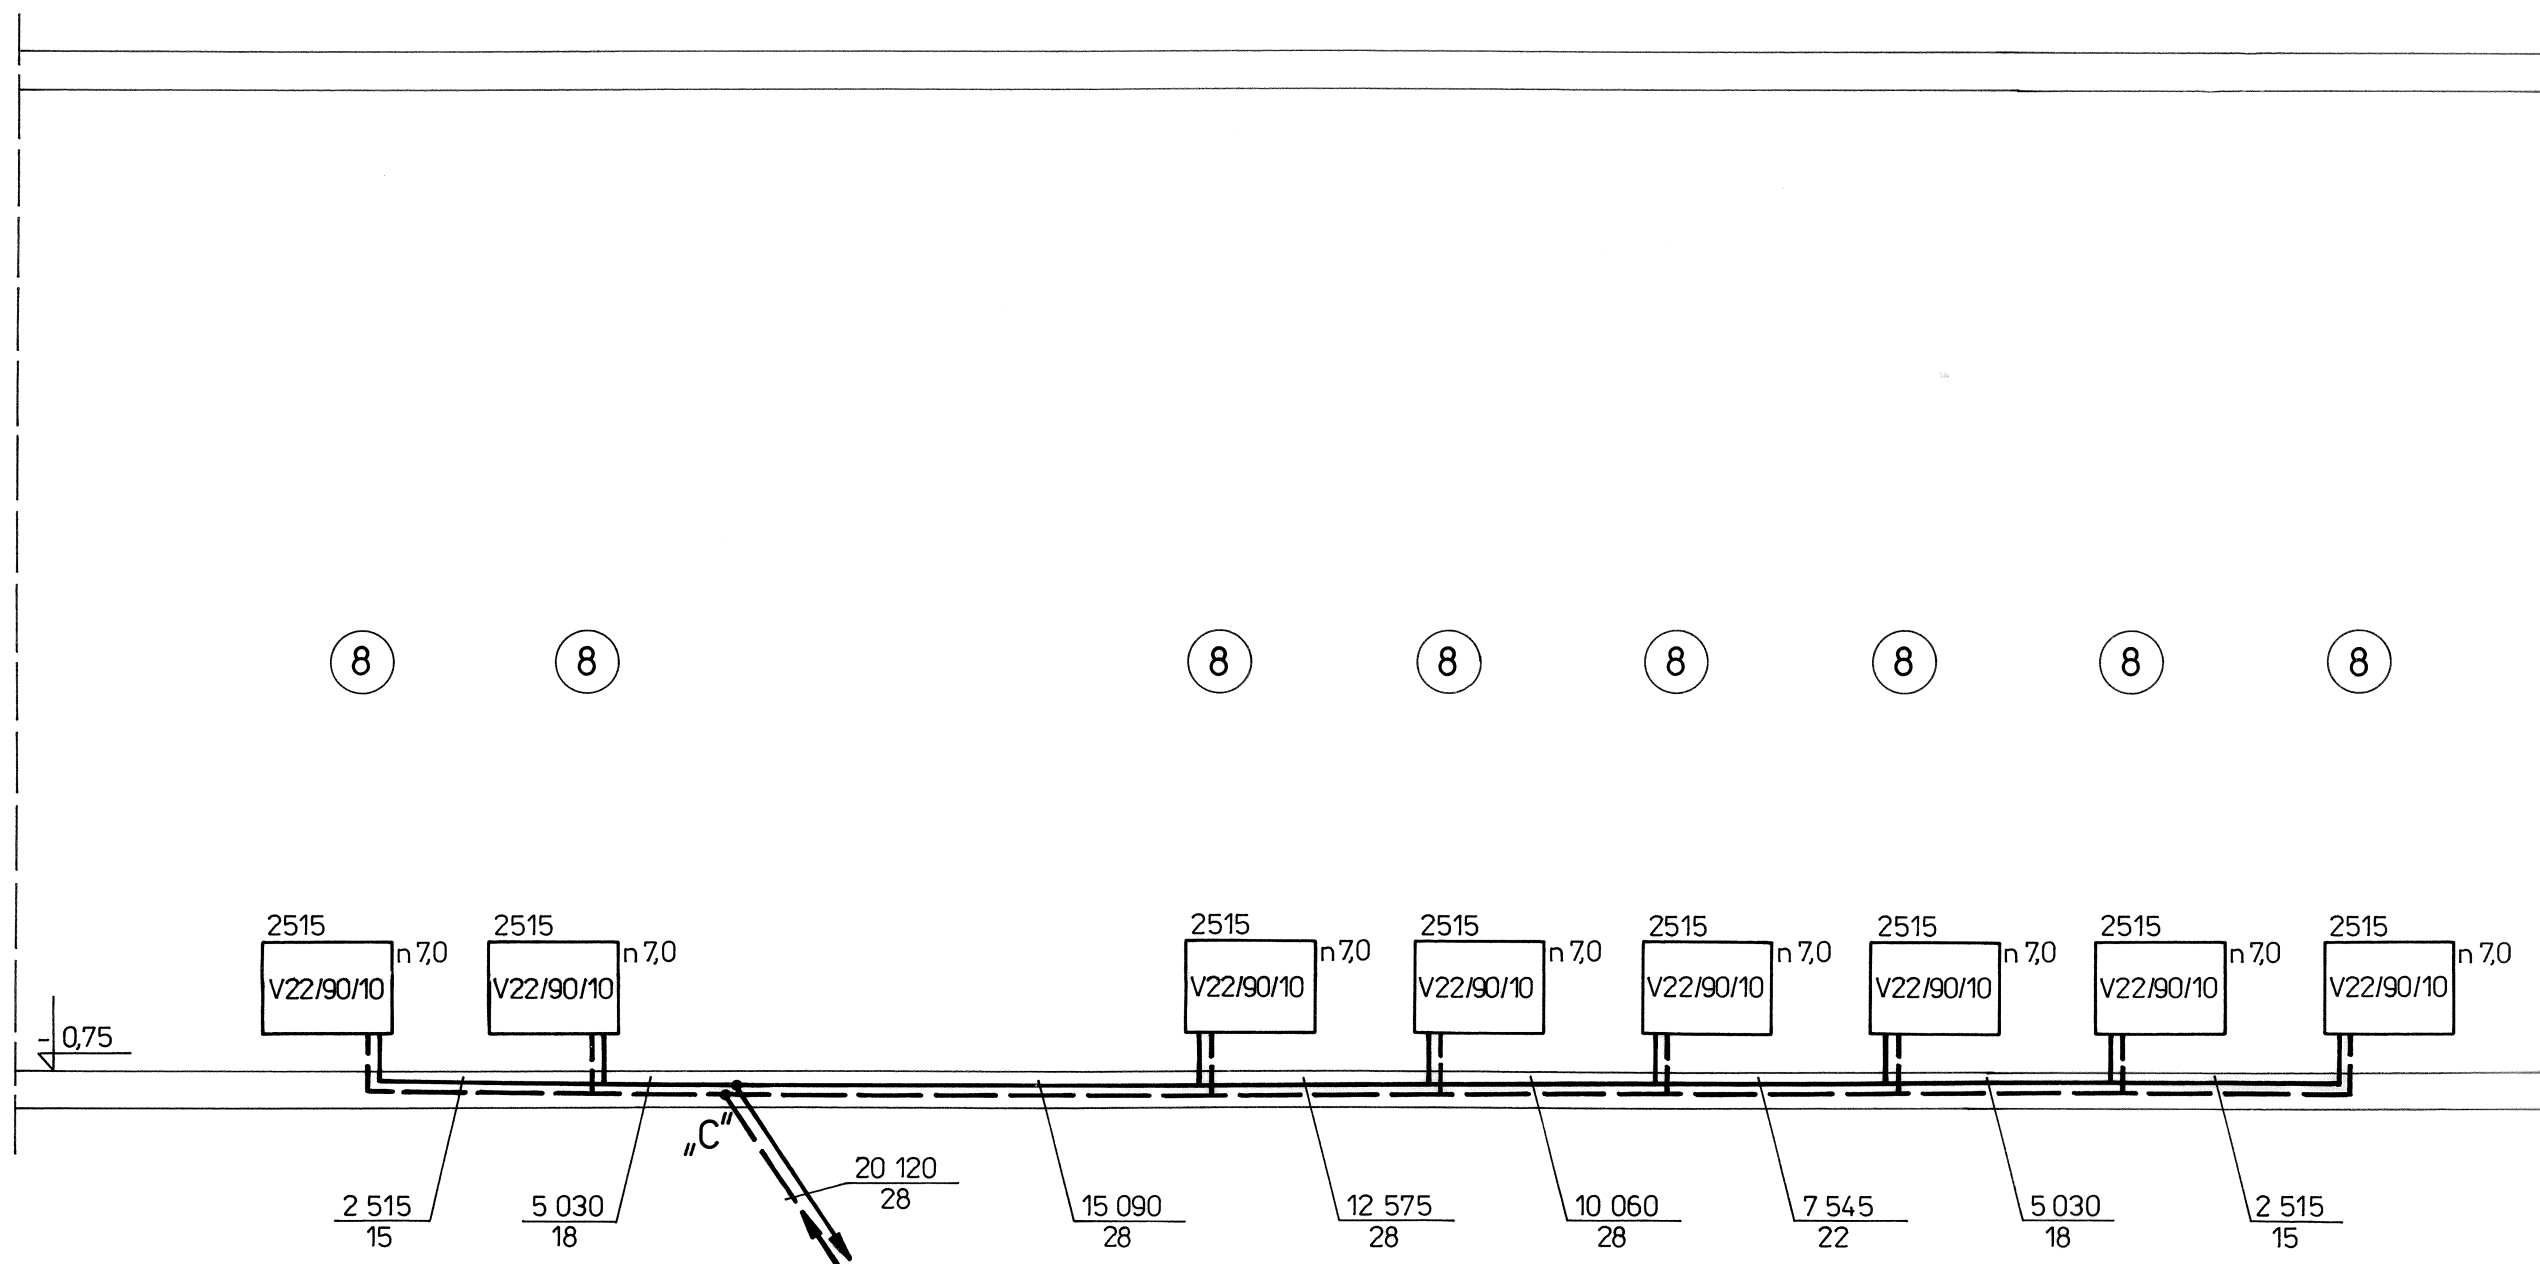 8 8 8 8 8 8 8 8
2515 2515 2515 2515 2515 2515 2515 2515
n 7,0 n 7,0 n 7,0 n 7,0 n 7,0 n 7,0 n 7,0 n 7,0
V22/90/10 V22/90/10 V22/90/10 V22/90/10 V22/90/10 V22/90/10 V22/90/10 V22/90/10
- 0,75
„C"
20 120
28
2 515 5 030 15 090 12 575 10 060 7 545 5 030 2 515
15 18 28 28 28 22 18 15